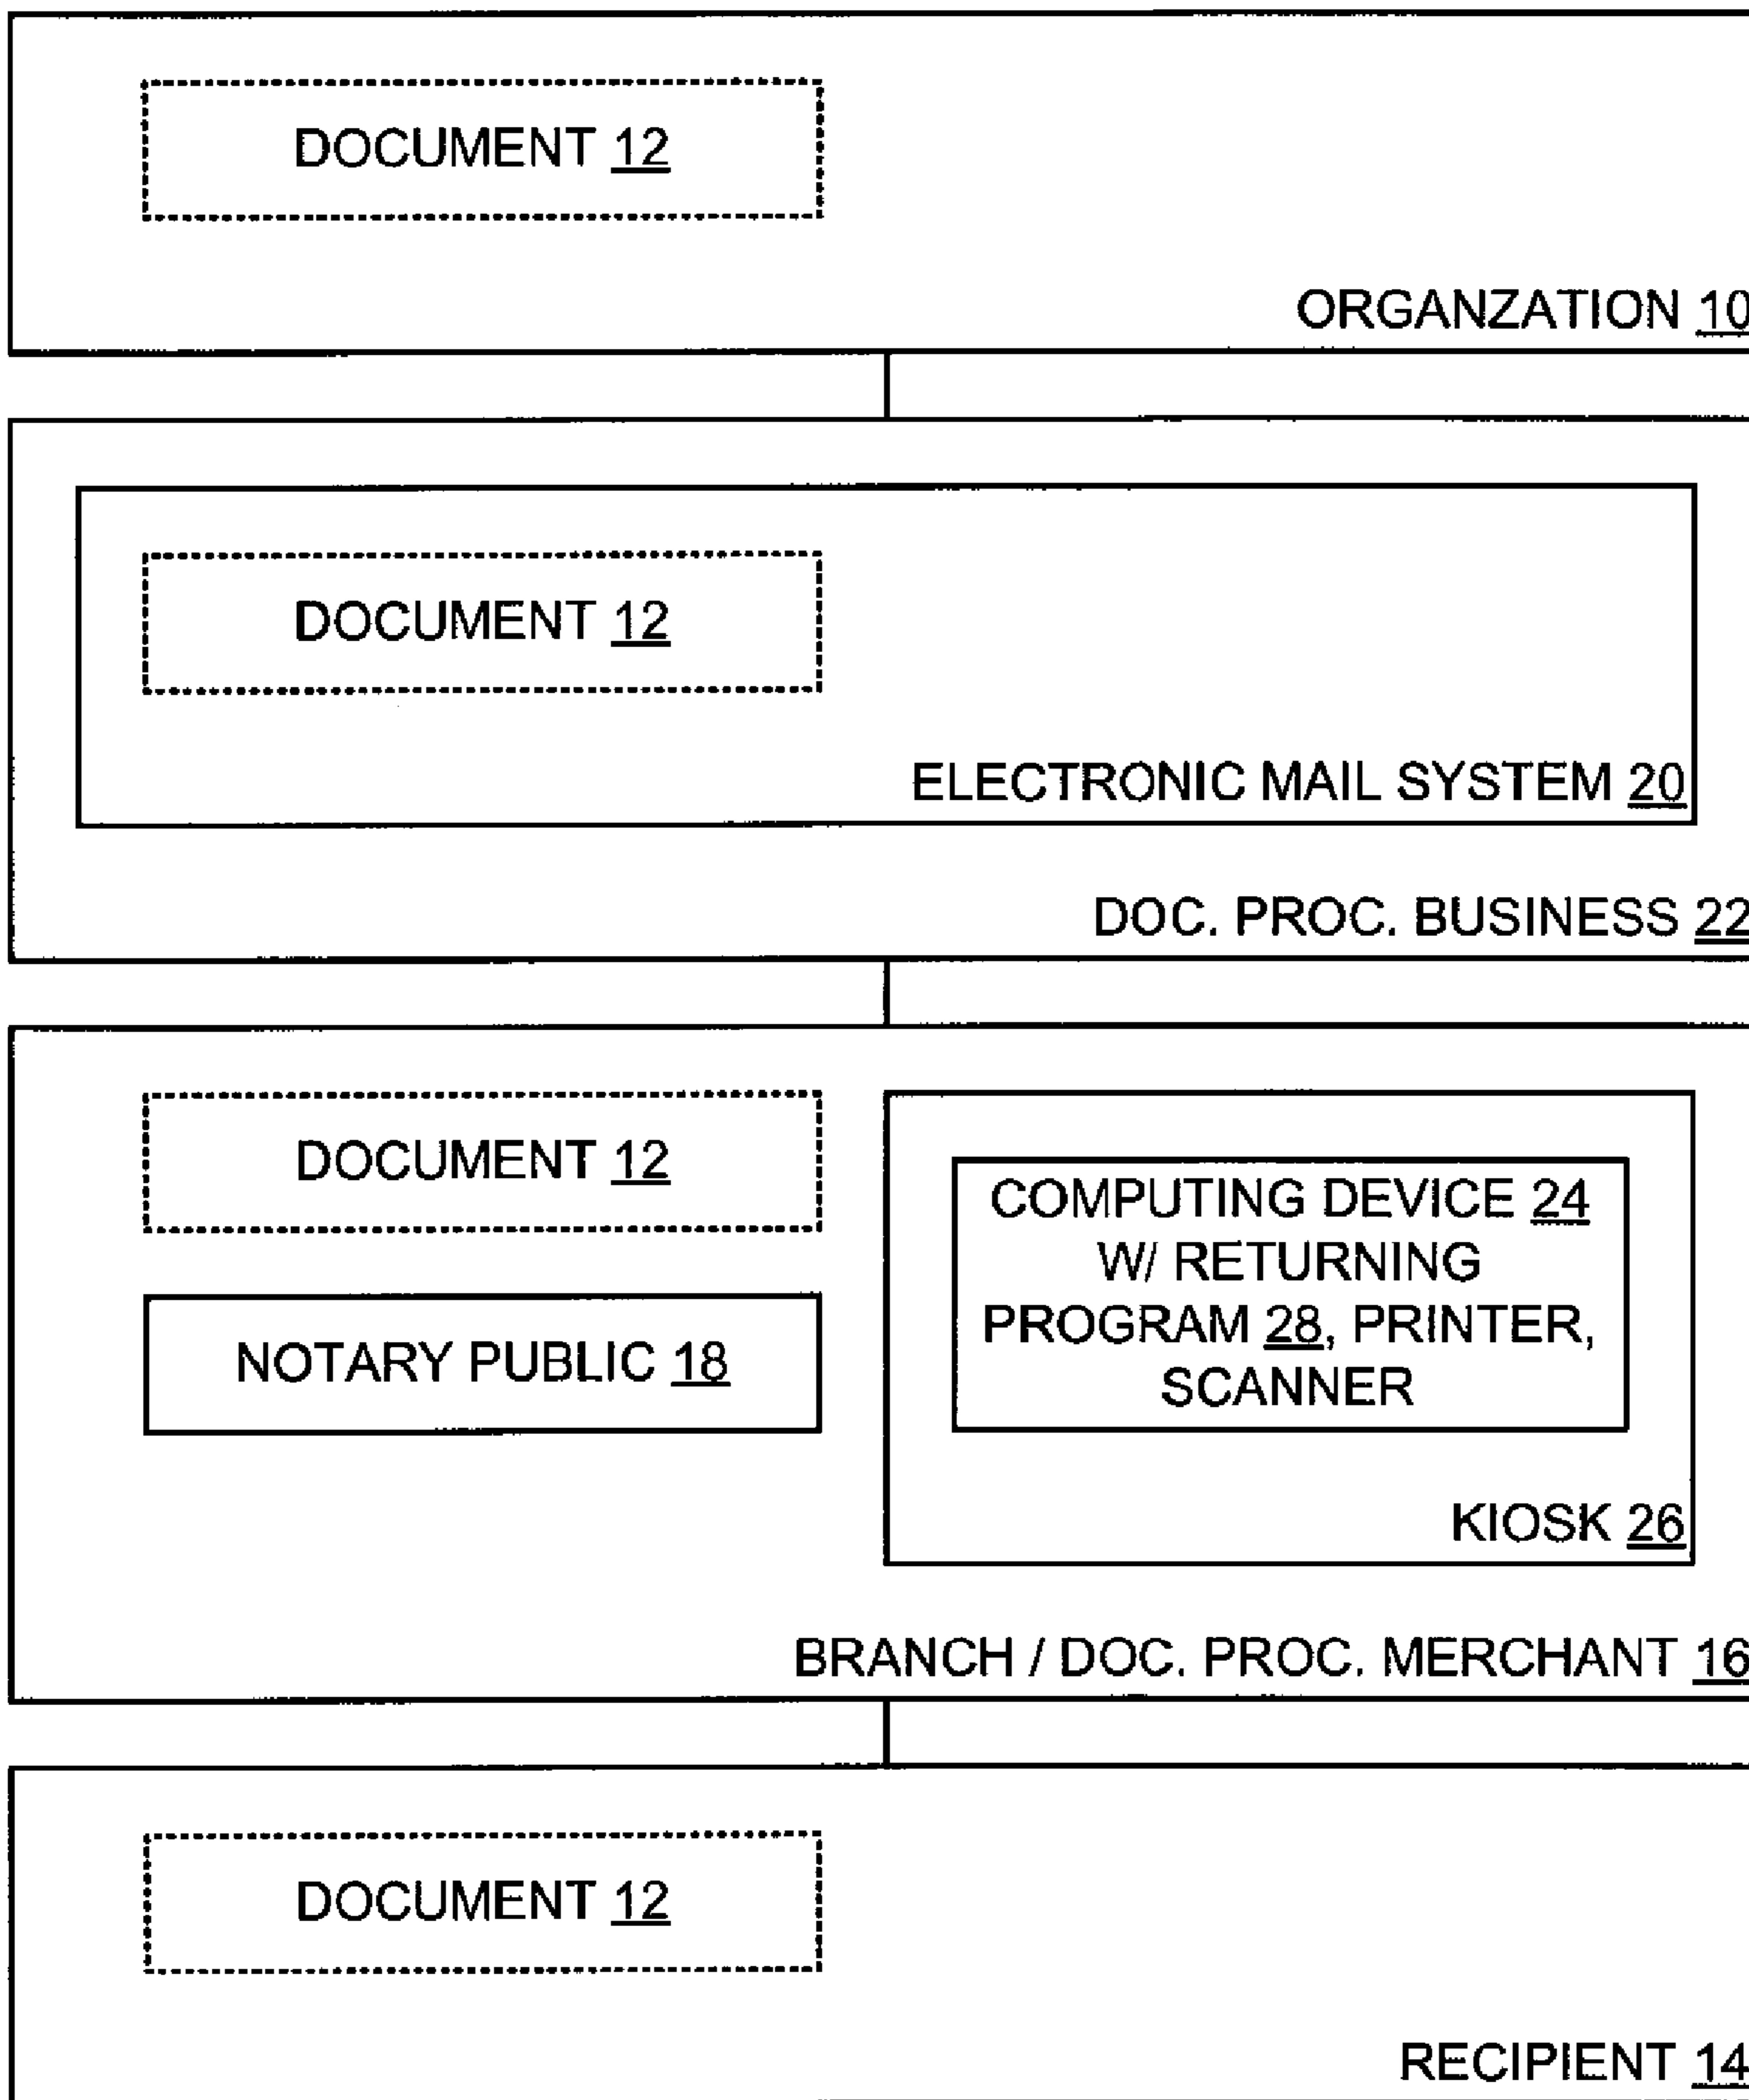 DOCUMENT 12
ORGANZATION 10
DOCUMENT 12
ELECTRONIC MAIL SYSTEM 20
DOC. PROC. BUSINESS 22
DOCUMENT 12
NOTARY PUBLIC 18
COMPUTING DEVICE 24
W/ RETURNING
PROGRAM 28, PRINTER,
SCANNER
KIOSK 26
BRANCH / DOC. PROC. MERCHANT 16
DOCUMENT 12
RECIPIENT 14